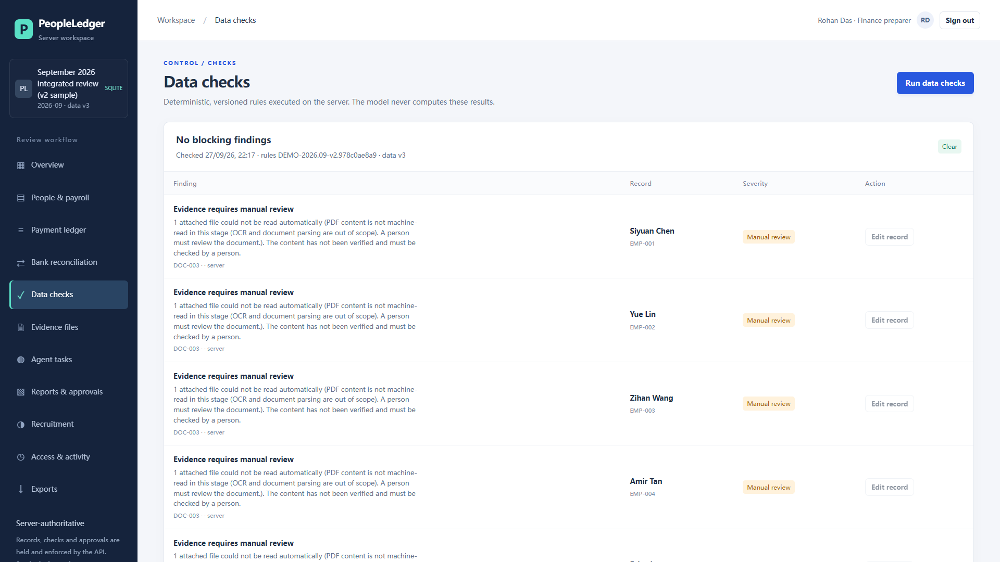 P
PeopleLedger
Server workspace
PL
September 2026
integrated review
(v2 sample)
2026-09 · data v3
SQLITE
Review workflow
Overview
People & payroll
Payment ledger
Bank reconciliation
Data checks
Evidence files
Agent tasks
Reports & approvals
Recruitment
Access & activity
Exports
Server-authoritative
Records, checks and approvals are
held and enforced by the API.
Workspace / Data checks
Rohan Das · Finance preparer
RD
Sign out
CONTROL / CHECKS
Data checks
Deterministic, versioned rules executed on the server. The model never computes these results.
Run data checks
No blocking findings
Checked 27/09/26, 22:17 · rules DEMO-2026.09-v2.978c0ae8a9 · data v3
Clear
Finding Record Severity Action
Evidence requires manual review
1 attached file could not be read automatically (PDF content is not machine-
read in this stage (OCR and document parsing are out of scope). A person
must review the document.). The content has not been verified and must be
checked by a person.
DOC-003 · · server
Siyuan Chen
EMP-001
Manual review
Edit record
Evidence requires manual review
1 attached file could not be read automatically (PDF content is not machine-
read in this stage (OCR and document parsing are out of scope). A person
must review the document.). The content has not been verified and must be
checked by a person.
DOC-003 · · server
Yue Lin
EMP-002
Manual review
Edit record
Evidence requires manual review
1 attached file could not be read automatically (PDF content is not machine-
read in this stage (OCR and document parsing are out of scope). A person
must review the document.). The content has not been verified and must be
checked by a person.
DOC-003 · · server
Zihan Wang
EMP-003
Manual review
Edit record
Evidence requires manual review
1 attached file could not be read automatically (PDF content is not machine-
read in this stage (OCR and document parsing are out of scope). A person
must review the document.). The content has not been verified and must be
checked by a person.
DOC-003 · · server
Amir Tan
EMP-004
Manual review
Edit record
Evidence requires manual review
1 attached file could not be read automatically (PDF content is not machine-